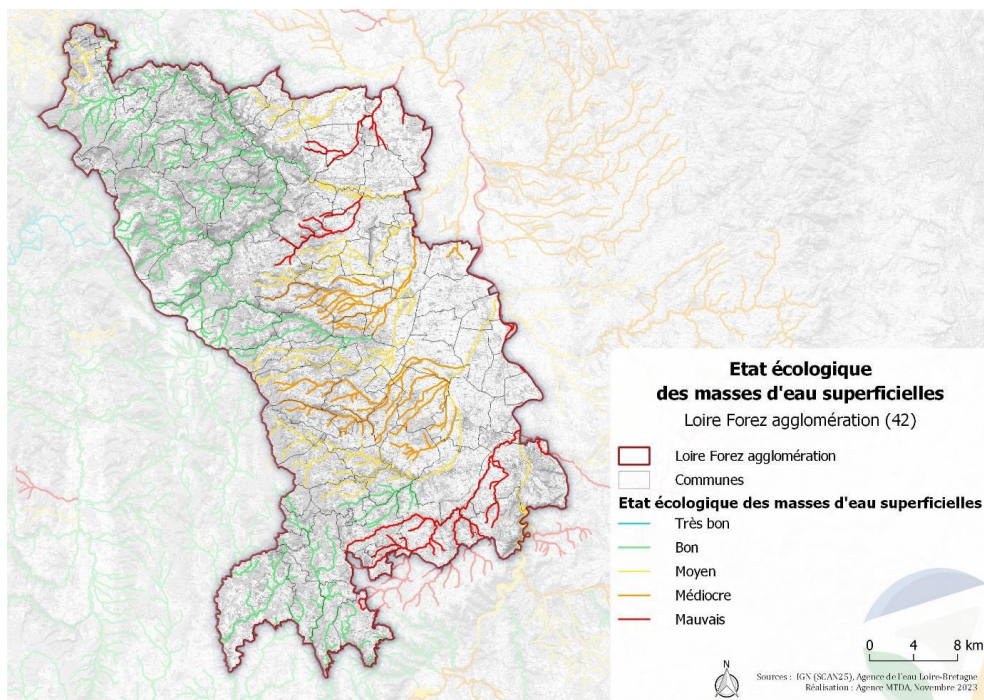 Etat écologique
des masses d'eau superficielles
Loire Forez agglomération (42)
Loire Forez agglomération
Communes
Etat écologique des masses d'eau superficielles
Très bon
Bon
Moyen
Médiocre
Mauvais
0 4 8 km
N
Sources : IGN (SCAN25), Agence de l'eau Loire-Bretagne
Réalisation : Agence MTDA, Novembre 2023